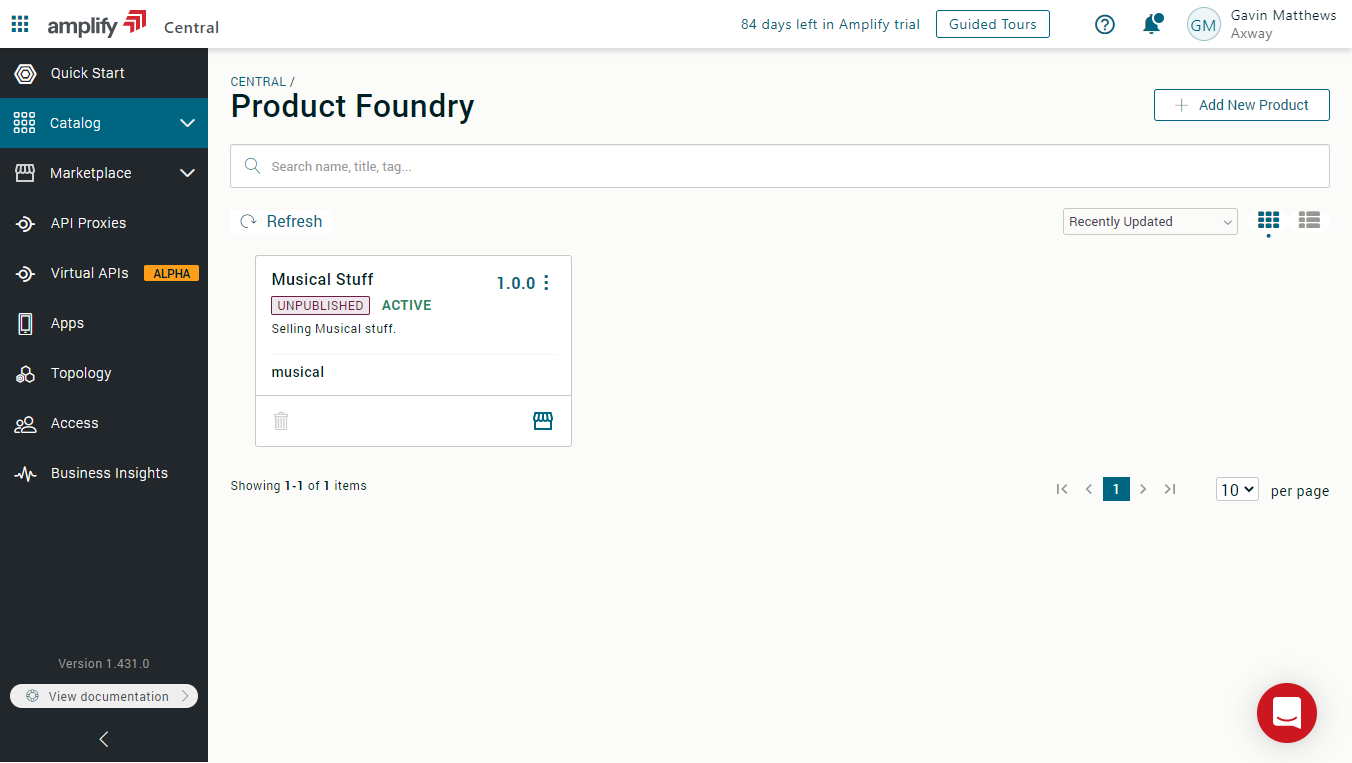 amplify Central
84 days left in Amplify trial
Guided Tours
GM
Gavin Matthews
Axway
Quick Start
Catalog
Marketplace
API Proxies
Virtual APIs ALPHA
Apps
Topology
Access
Business Insights
Version 1.431.0
View documentation
CENTRAL /
Product Foundry
Add New Product
Search name, title, tag...
Refresh
Recently Updated
Musical Stuff
1.0.0
UNPUBLISHED ACTIVE
Selling Musical stuff.
musical
Showing 1-1 of 1 items
1
10 per page